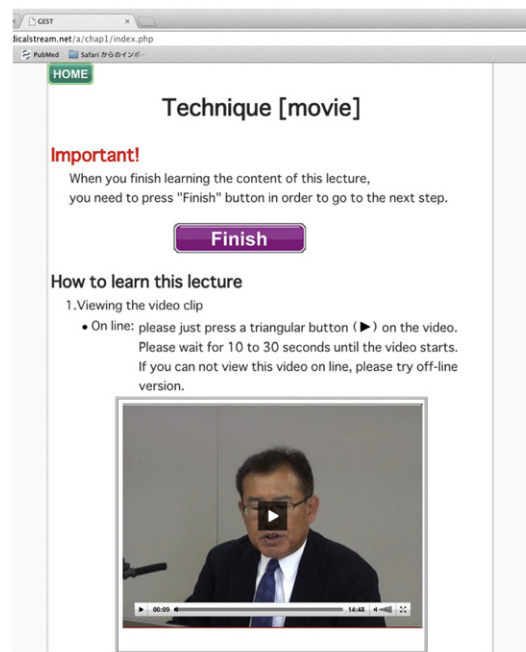 GEST ×
dicalstream.net/a/chap1/index.php
PubMed Safari からのインポ…
HOME
Technique [movie]
Important!
When you finish learning the content of this lecture,
you need to press "Finish" button in order to go to the next step.
Finish
How to learn this lecture
1.Viewing the video clip
• On line: please just press a triangular button (▶) on the video.
Please wait for 10 to 30 seconds until the video starts.
If you can not view this video on line, please try off-line
version.
00:09 14:48